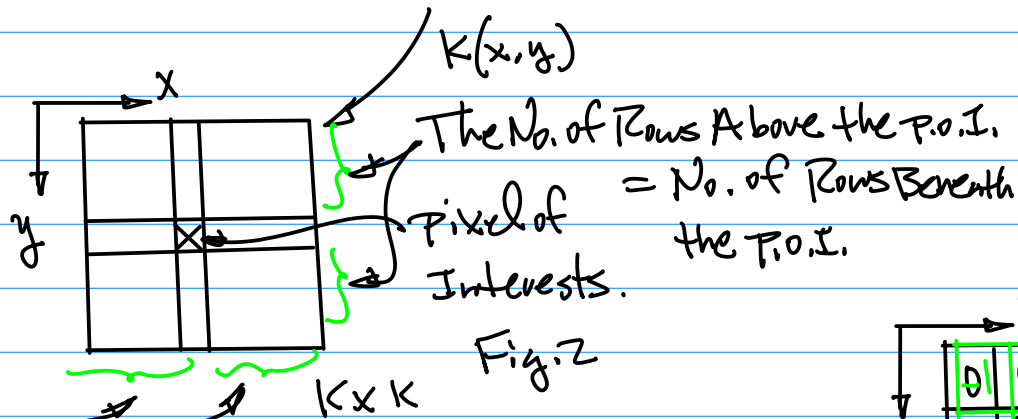 K(x,y)
x
The No. of Rows Above the p.o.I.
= No. of Rows Beneath
the p.o.I.
y
pixel of
Interests.
Fig. 2
K x K
01